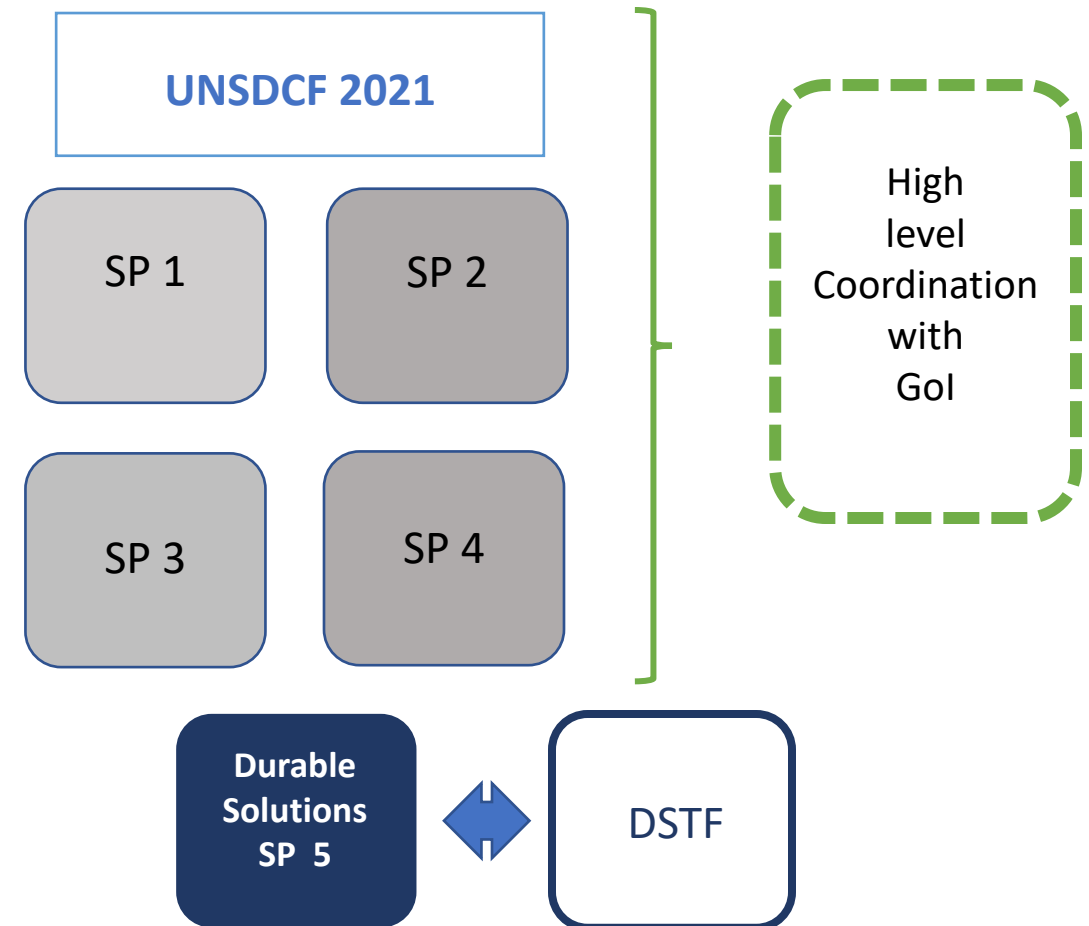 UNSDCF 2021
SP 1
SP 2
SP 3
SP 4
High
level
Coordination
with
GoI
Durable
Solutions
SP 5
DSTF